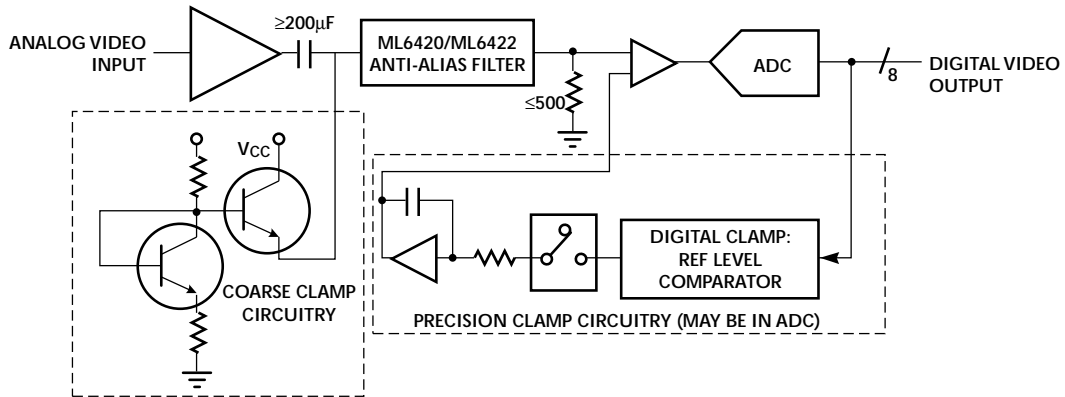 ≥200µF
ANALOG VIDEO
INPUT
ML6420/ML6422
ANTI-ALIAS FILTER
ADC
8
DIGITAL VIDEO
OUTPUT
≤500
VCC
COARSE CLAMP
CIRCUITRY
DIGITAL CLAMP:
REF LEVEL
COMPARATOR
PRECISION CLAMP CIRCUITRY (MAY BE IN ADC)